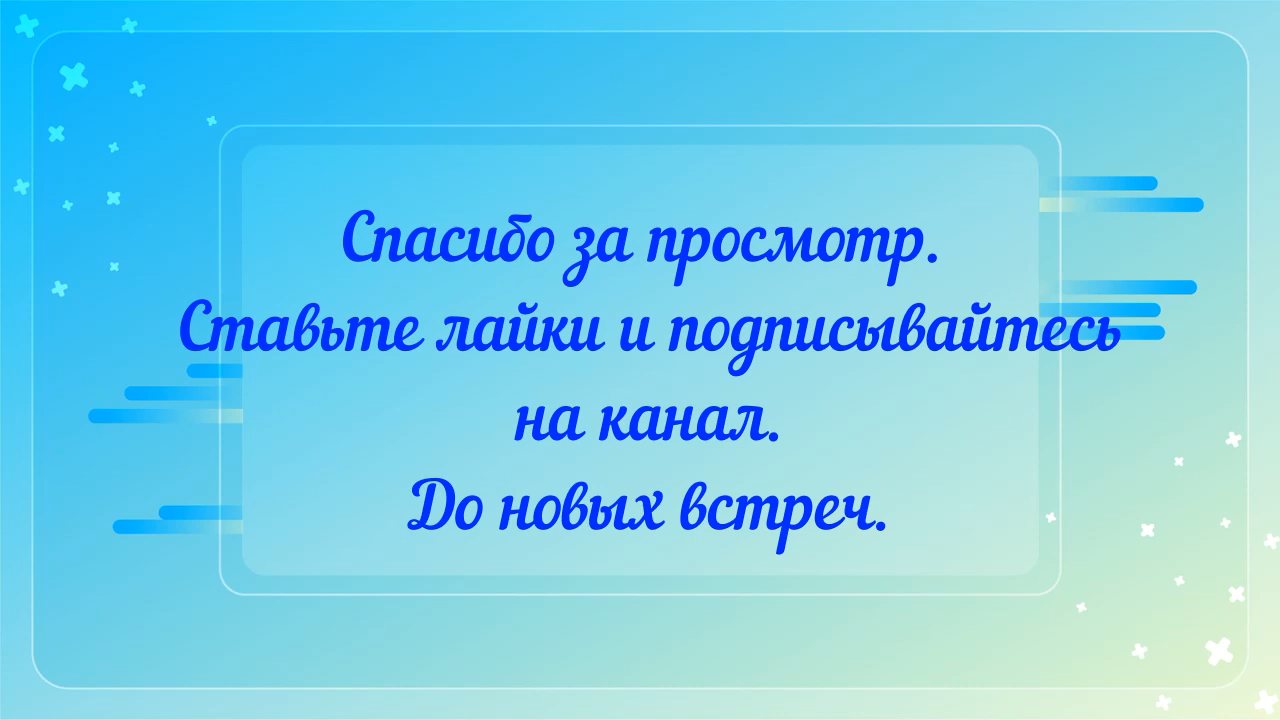 Спасибо за просмотр.
Ставьте лайки и подписывайтесь
на канал.
До новых встреч.